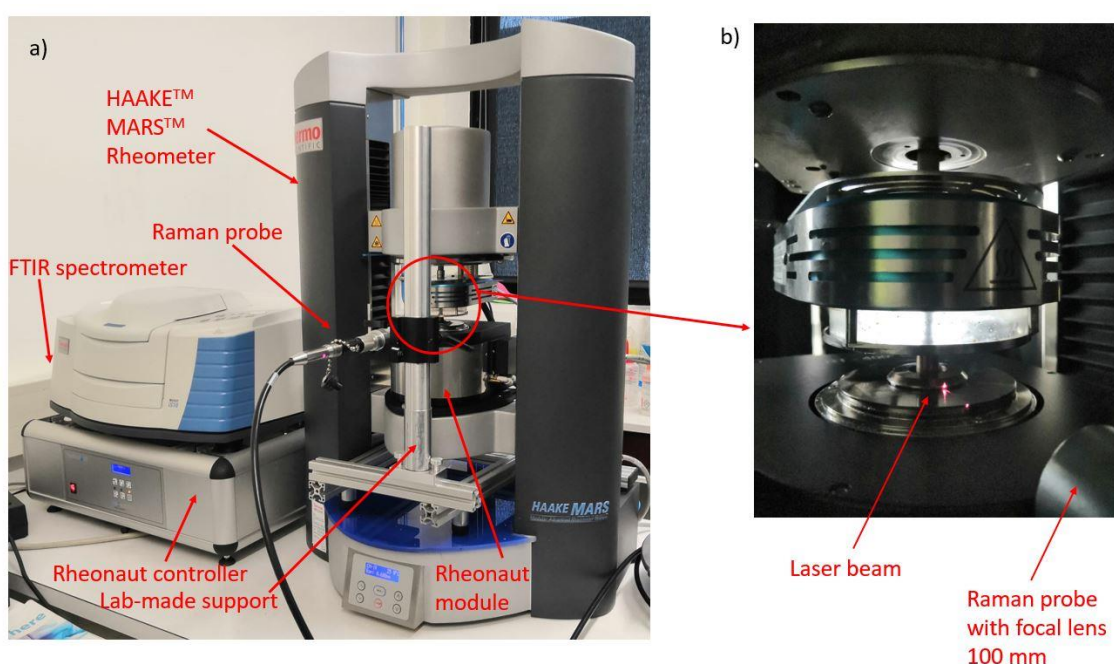 a)
HAAKE™
MARS™
Rheometer
Raman probe
FTIR spectrometer
Rheonaut controller
Lab-made support
Rheonaut
module
HAAKE MARS
b)
Laser beam
Raman probe
with focal lens
100 mm